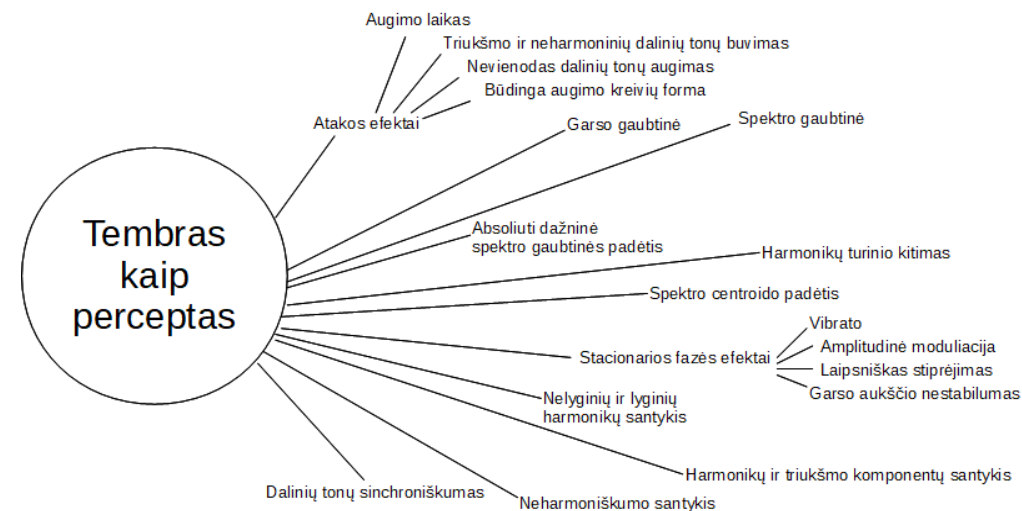 Augimo laikas
Triukšmo ir neharmoninių dalinių tonų buvimas
Nevienodas dalinių tonų augimas
Būdinga augimo kreivių forma
Atakos efektai
Garso gaubtinė
Spektro gaubtinė
Tembras
kaip
perceptas
Absoliuti dažninė
spektro gaubtinės padėtis
Harmonikų turinio kitimas
Spektro centroido padėtis
Stacionarios fazės efektai
Vibrato
Amplitudinė moduliacija
Laipsniškas stiprėjimas
Garso aukščio nestabilumas
Nelyginių ir lyginių
harmonikų santykis
Harmonikų ir triukšmo komponentų santykis
Dalinių tonų sinchroniškumas
Neharmoniškumo santykis